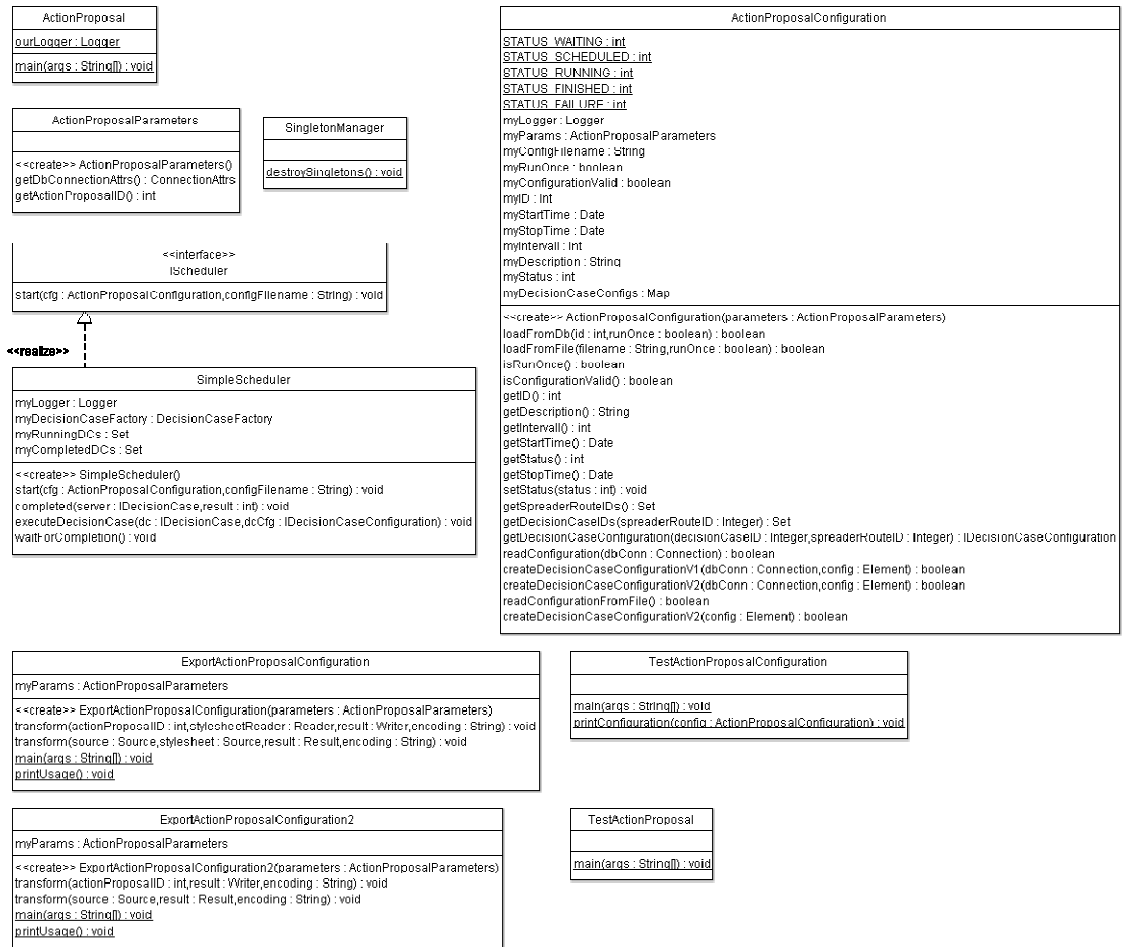 ActionProposal
ourLogger : Logger
main(args : String[]) : void
ActionProposalParameters
<<create>> ActionProposalParameters()
getDbConnectionAttrs() : ConnectionAttrs
getActionProposalID() : int
SingletonManager
destroySingletons() : void
<<interface>>
IScheduler
start(cfg : ActionProposalConfiguration,configFilename : String) : void
<<realize>>
SimpleScheduler
myLogger : Logger
myDecisionCaseFactory : DecisionCaseFactory
myRunningDCs : Set
myCompletedDCs : Set
<<create>> SimpleScheduler()
start(cfg : ActionProposalConfiguration,configFilename : String) : void
completed(server : IDecisionCase,result : int) : void
executeDecisionCase(dc : IDecisionCase,dcCfg : IDecisionCaseConfiguration) : void
waitForCompletion() : void
ActionProposalConfiguration
STATUS_WAITING : int
STATUS_SCHEDULED : int
STATUS_RUNNING : int
STATUS_FINISHED : int
STATUS_FAILURE : int
myLogger : Logger
myParams : ActionProposalParameters
myConfigFilename : String
myRunOnce : boolean
myConfigurationValid : boolean
myID : int
myStartTime : Date
myStopTime : Date
myIntervall : int
myDescription : String
myStatus : int
myDecisionCaseConfigs : Map
<<create>> ActionProposalConfiguration(parameters : ActionProposalParameters)
loadFromDb(id : int,runOnce : boolean) : boolean
loadFromFile(filename : String,runOnce : boolean) : boolean
isRunOnce() : boolean
isConfigurationValid() : boolean
getID() : int
getDescription() : String
getIntervall() : int
getStartTime() : Date
getStatus() : int
getStopTime() : Date
setStatus(status : int) : void
getSpreaderRouteIDs() : Set
getDecisionCaseIDs(spreaderRouteID : Integer) : Set
getDecisionCaseConfiguration(decisionCaseID : Integer,spreaderRouteID : Integer) : IDecisionCaseConfiguration
readConfiguration(dbConn : Connection) : boolean
createDecisionCaseConfigurationV1(dbConn : Connection,config : Element) : boolean
createDecisionCaseConfigurationV2(dbConn : Connection,config : Element) : boolean
readConfigurationFromFile() : boolean
createDecisionCaseConfigurationV2(config : Element) : boolean
ExportActionProposalConfiguration
myParams : ActionProposalParameters
<<create>> ExportActionProposalConfiguration(parameters : ActionProposalParameters)
transform(actionProposalID : int,stylesheetReader : Reader,result : Writer,encoding : String) : void
transform(source : Source,stylesheet : Source,result : Result,encoding : String) : void
main(args : String[]) : void
printUsage() : void
TestActionProposalConfiguration
main(args : String[]) : void
printConfiguration(config : ActionProposalConfiguration) : void
ExportActionProposalConfiguration2
myParams : ActionProposalParameters
<<create>> ExportActionProposalConfiguration2(parameters : ActionProposalParameters)
transform(actionProposalID : int,result : Writer,encoding : String) : void
transform(source : Source,result : Result,encoding : String) : void
main(args : String[]) : void
printUsage() : void
TestActionProposal
main(args : String[]) : void